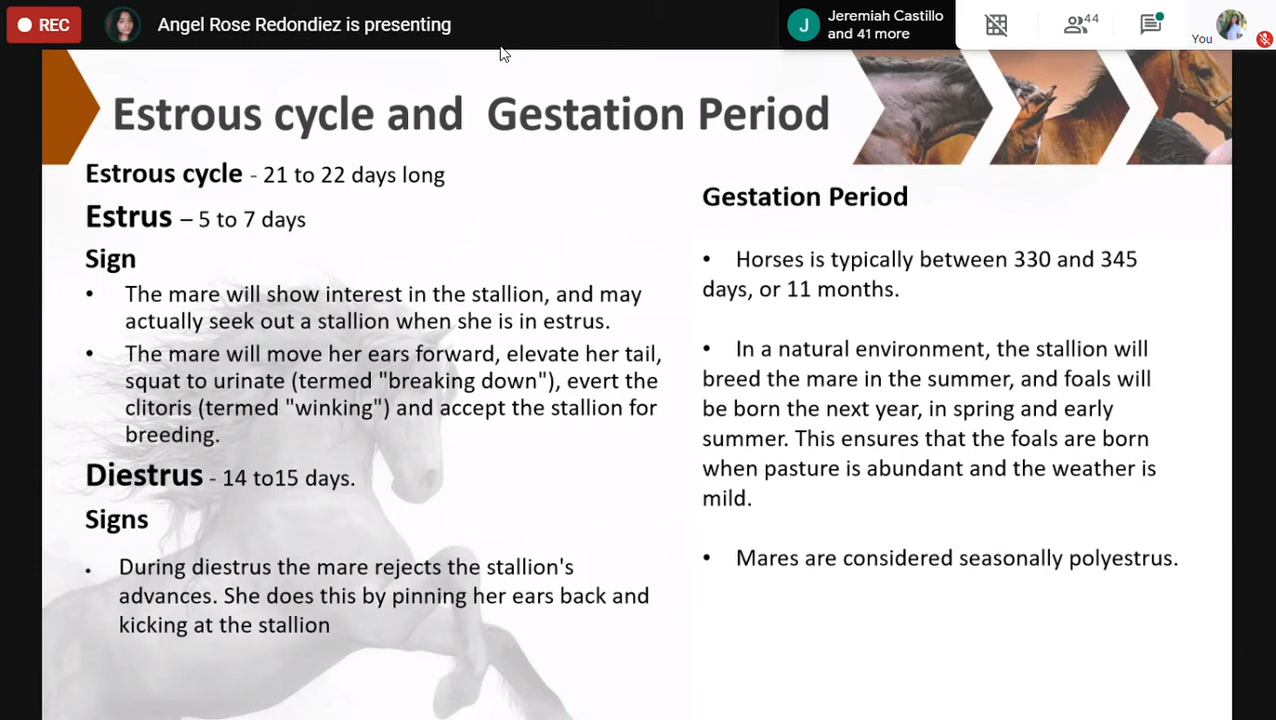 REC
Angel Rose Redondiez is presenting
J
Jeremiah Castillo
and 41 more
44
You
Estrous cycle and  Gestation Period
Estrous cycle - 21 to 22 days long
Estrus – 5 to 7 days
Sign
• The mare will show interest in the stallion, and may
actually seek out a stallion when she is in estrus.
• The mare will move her ears forward, elevate her tail,
squat to urinate (termed "breaking down"), evert the
clitoris (termed "winking") and accept the stallion for
breeding.
Diestrus - 14 to15 days.
Signs
• During diestrus the mare rejects the stallion's
advances. She does this by pinning her ears back and
kicking at the stallion
Gestation Period
• Horses is typically between 330 and 345
days, or 11 months.
• In a natural environment, the stallion will
breed the mare in the summer, and foals will
be born the next year, in spring and early
summer. This ensures that the foals are born
when pasture is abundant and the weather is
mild.
• Mares are considered seasonally polyestrus.